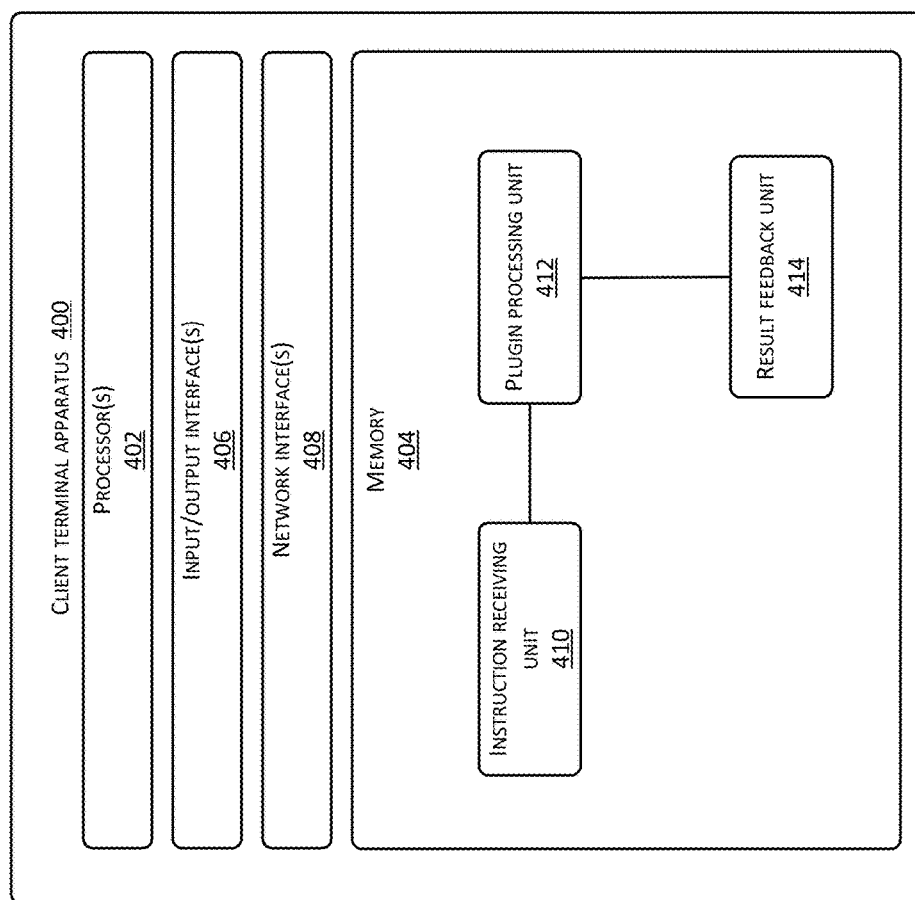 CLIENT TERMINAL APPARATUS 400
PROCESSOR(S)
402
INPUT/OUTPUT INTERFACE(S)
406
NETWORK INTERFACE(S)
408
MEMORY
404
INSTRUCTION RECEIVING
UNIT
410
PLUGIN PROCESSING UNIT
412
RESULT FEEDBACK UNIT
414